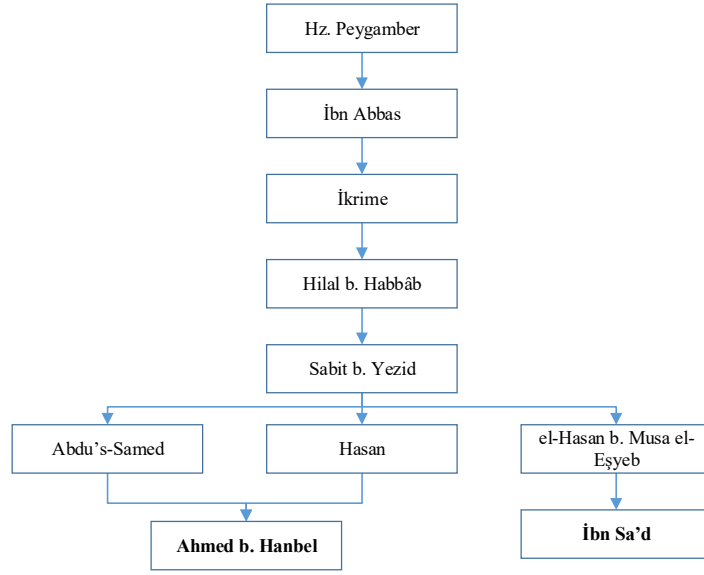 Hz. Peygamber
İbn Abbas
İkrime
Hilal b. Habbâb
Sabit b. Yezid
Abdu’s-Samed
Hasan
el-Hasan b. Musa el-
Eşyeb
Ahmed b. Hanbel
İbn Sa’d